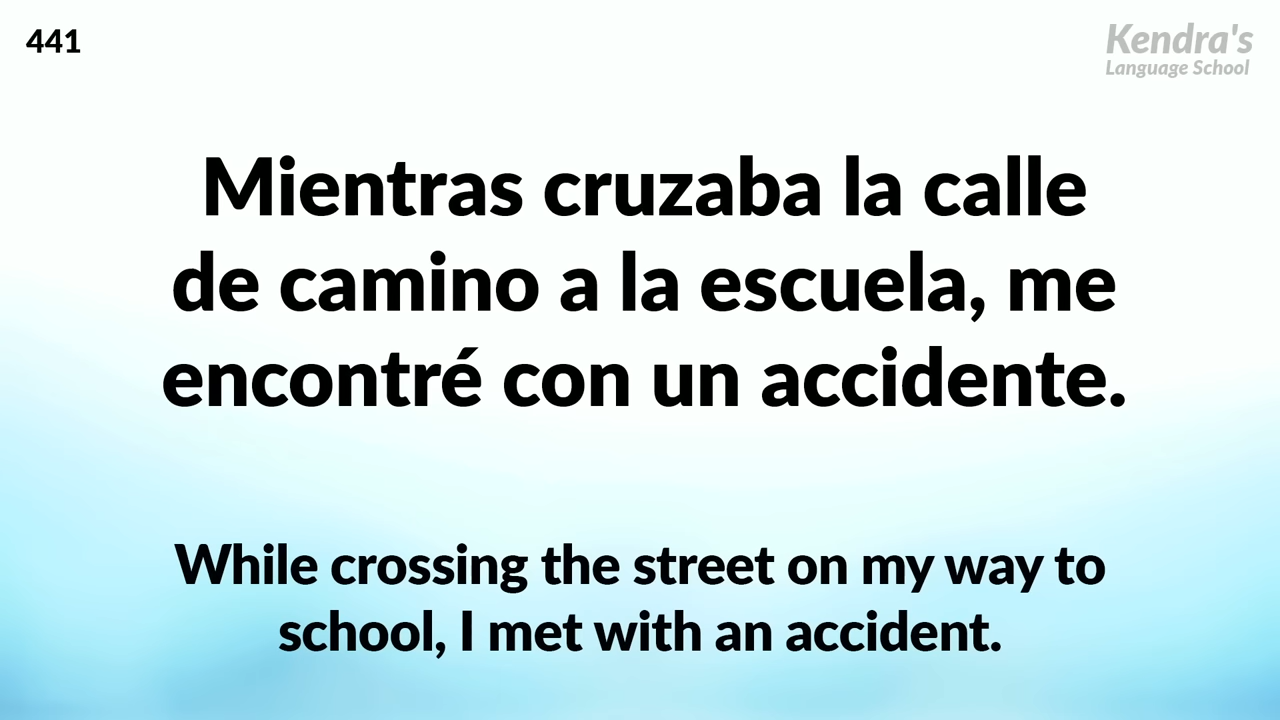 441
Kendra's
Language School
Mientras cruzaba la calle
de camino a la escuela, me
encontré con un accidente.
While crossing the street on my way to
school, I met with an accident.